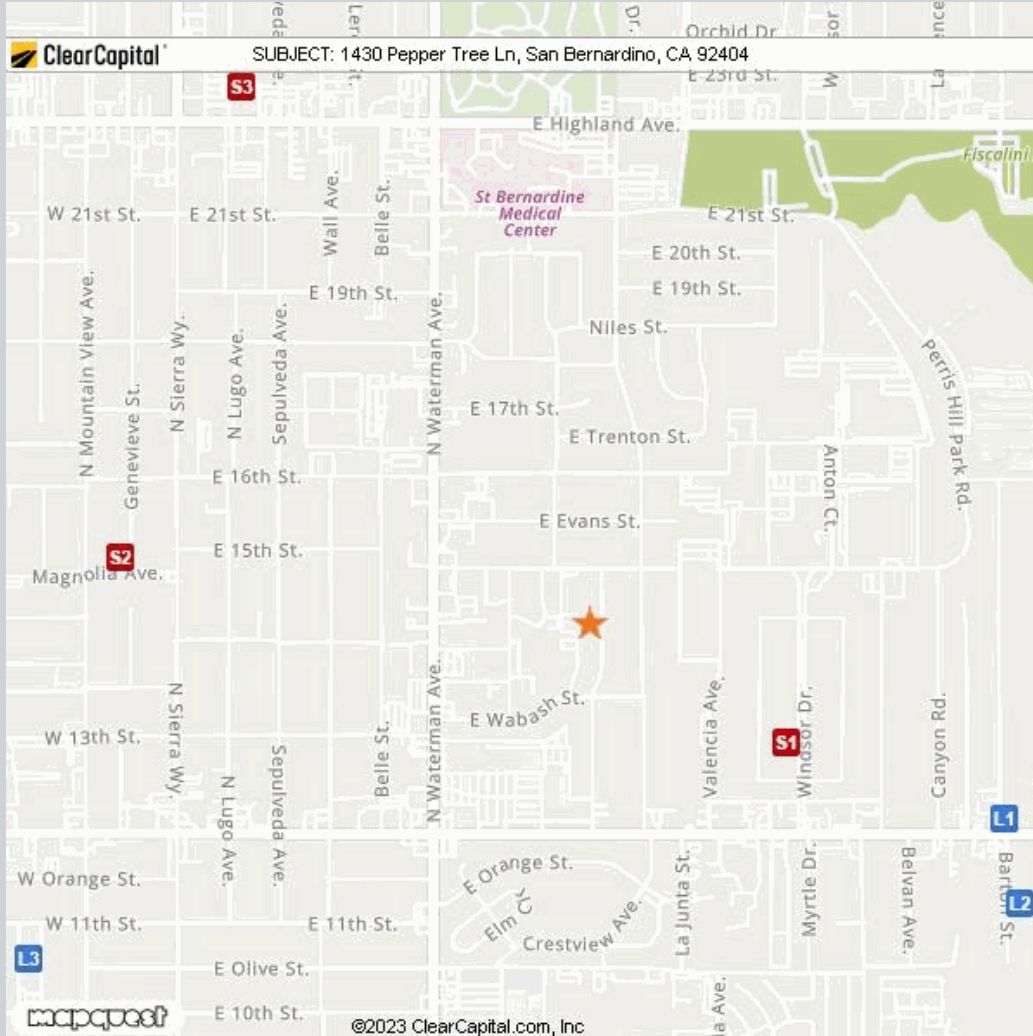 Orchid Dr
ClearCapital
SUBJECT: 1430 Pepper Tree Ln, San Bernardino, CA 92404
E 23rd St.
S3
E Highland Ave.
Fiscalini
St Bernardine
Medical
Center
W 21st St.
E 21st St.
Wall Ave.
Belle St.
E 21st St.
E 20th St.
E 19th St.
E 19th St.
N Mountain View Ave.
Genevieve St.
N Sierra Wy.
N Lugo Ave.
Sepulveda Ave.
N Waterman Ave.
Niles St.
Perris Hill Park Rd.
E 17th St.
E Trenton St.
E 16th St.
Anton Ct.
E Evans St.
E 15th St.
S2
Magnolia Ave.
N Sierra Wy.
N Waterman Ave.
E Wabash St.
Valencia Ave.
Windsor Dr.
Canyon Rd.
W 13th St.
Belle St.
S1
N Lugo Ave.
Sepulveda Ave.
L1
W Orange St.
E Orange St.
La Junta St.
Myrtle Dr.
Belvan Ave.
Barton St.
L2
W 11th St.
E 11th St.
Elm Cir.
Crestview Ave.
L3
E Olive St.
mapquest
E 10th St.
©2023 ClearCapital.com, Inc